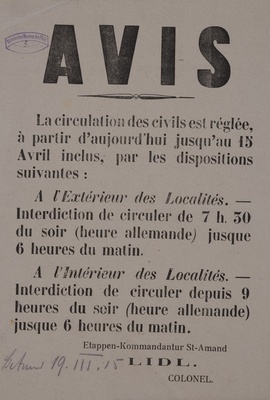 AVIS
La circulation des civils est réglée,
à partir d'aujourd'hui jusqu'au 15
Avril inclus, par les dispositions
suivantes :
A l'Extérieur des Localités. —
Interdiction de circuler de 7 h. 30
du soir (heure allemande) jusque
6 heures du matin.
A l'Intérieur des Localités. —
Interdiction de circuler depuis 9
heures du soir (heure allemande)
jusque 6 heures du matin.
Etappen-Kommandantur St-Amand
19. III. 15
LIDL.
COLONEL.